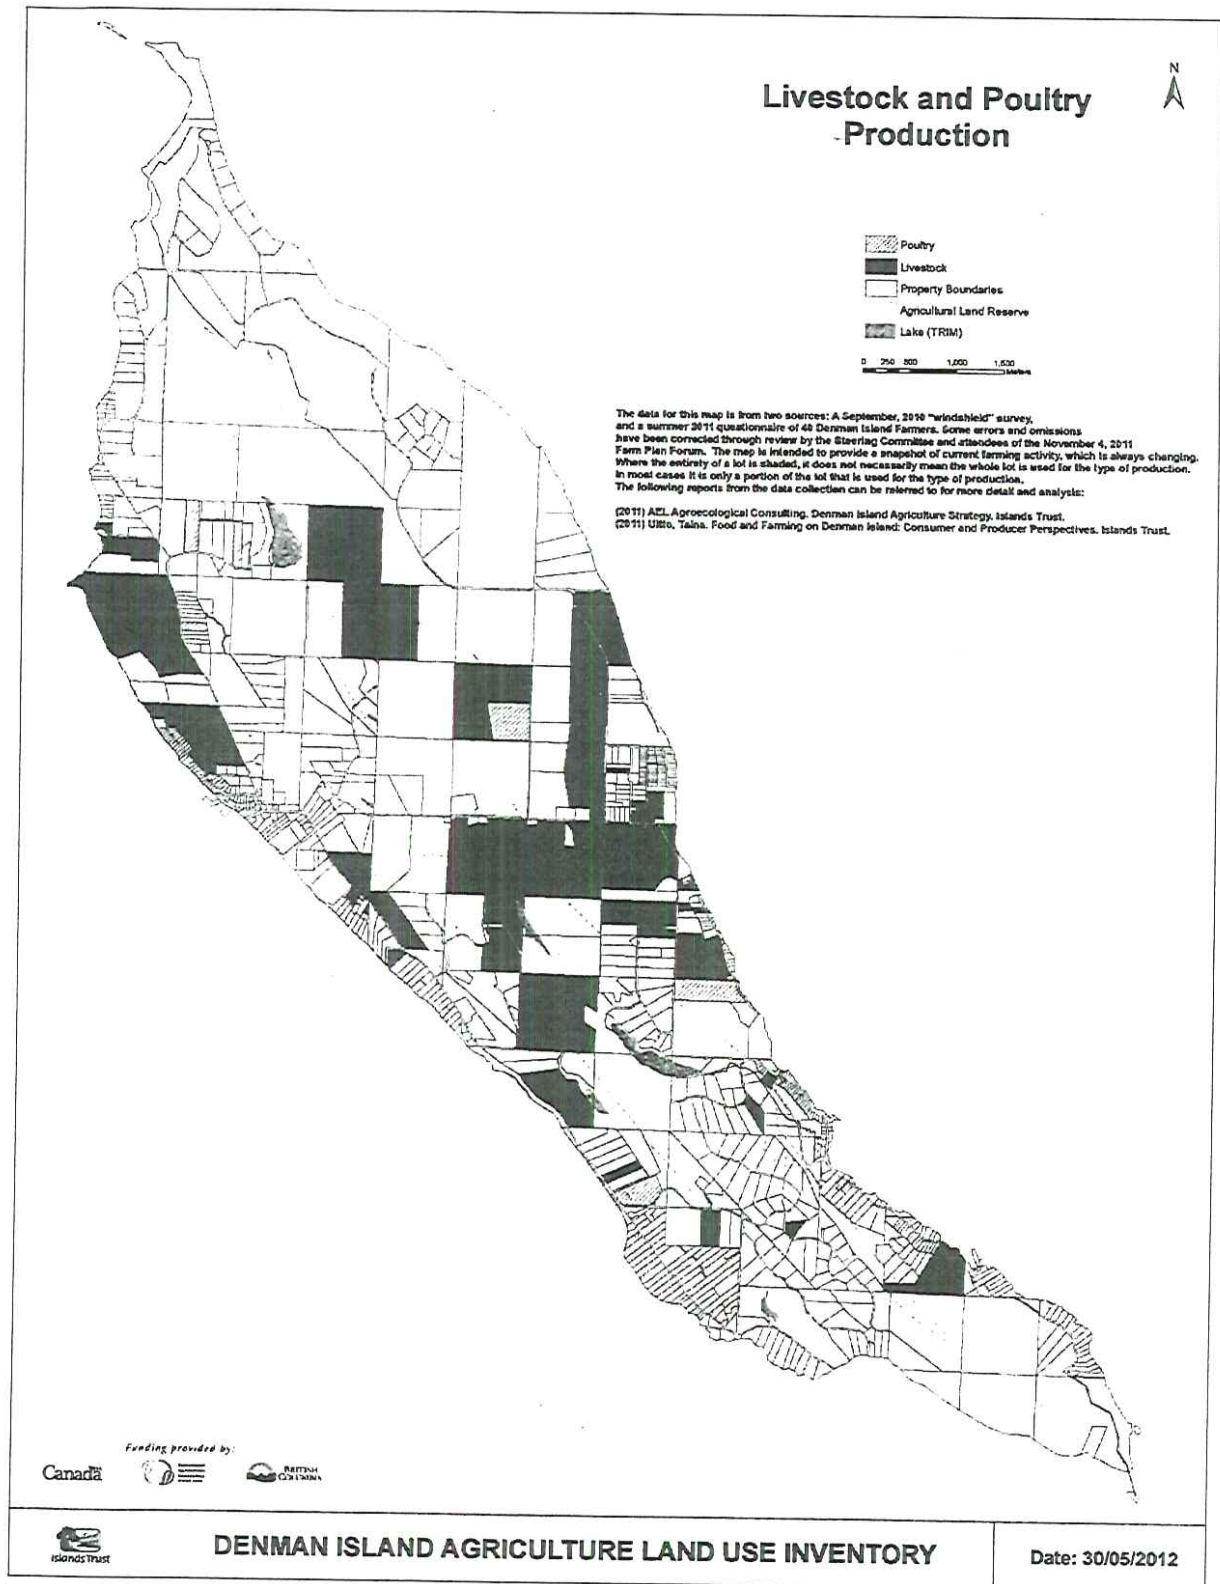 N
Livestock and Poultry
Production
Poultry
Livestock
Property Boundaries
Agricultural Land Reserve
Lake (TRIM)
0 250 500 1,000 1,500
Meters
The data for this map is from two sources: A September, 2010 "windshield" survey,
and a summer 2011 questionnaire of 40 Denman Island Farmers. Some errors and omissions
have been corrected through review by the Steering Committee and attendees of the November 4, 2011
Farm Plan Forum. The map is intended to provide a snapshot of current farming activity, which is always changing.
Where the entirety of a lot is shaded, it does not necessarily mean the whole lot is used for the type of production.
In most cases it is only a portion of the lot that is used for the type of production.
The following reports from the data collection can be referred to for more detail and analysis:
(2011) AEL Agroecological Consulting. Denman Island Agriculture Strategy. Islands Trust.
(2011) Uitto, Taina. Food and Farming on Denman Island: Consumer and Producer Perspectives. Islands Trust.
Funding provided by:
Canada
BRITISH
COLUMBIA
Islands Trust
DENMAN ISLAND AGRICULTURE LAND USE INVENTORY
Date: 30/05/2012